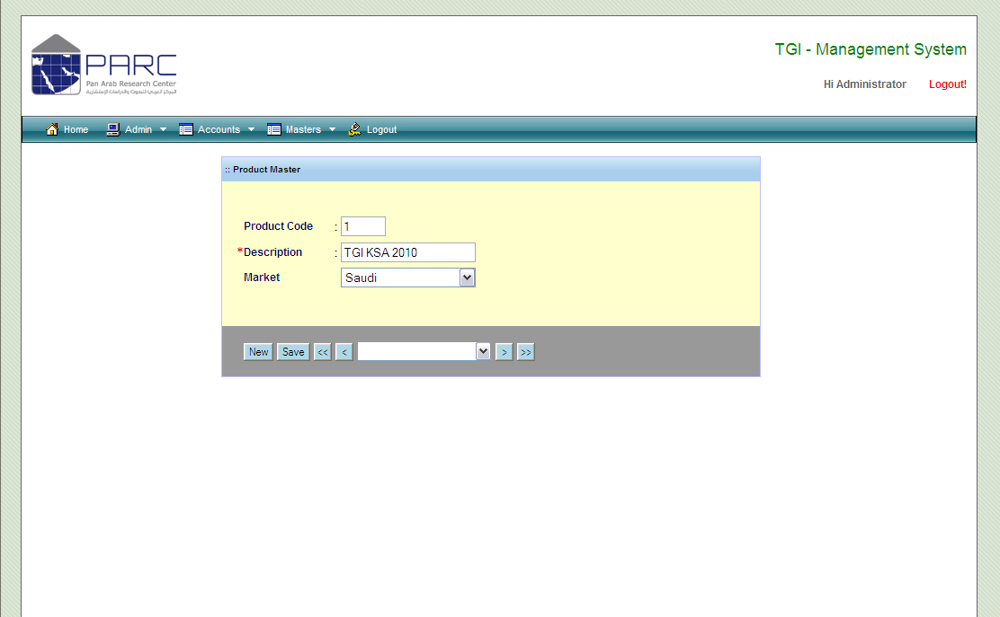 PARC
Pan Arab Research Center
المركز العربي للبحوث والدراسات الإستشارية
TGI - Management System
Hi Administrator Logout!
Home Admin Accounts Masters Logout
:: Product Master
Product Code : 1
*Description : TGI KSA 2010
Market Saudi
New Save << < > >>